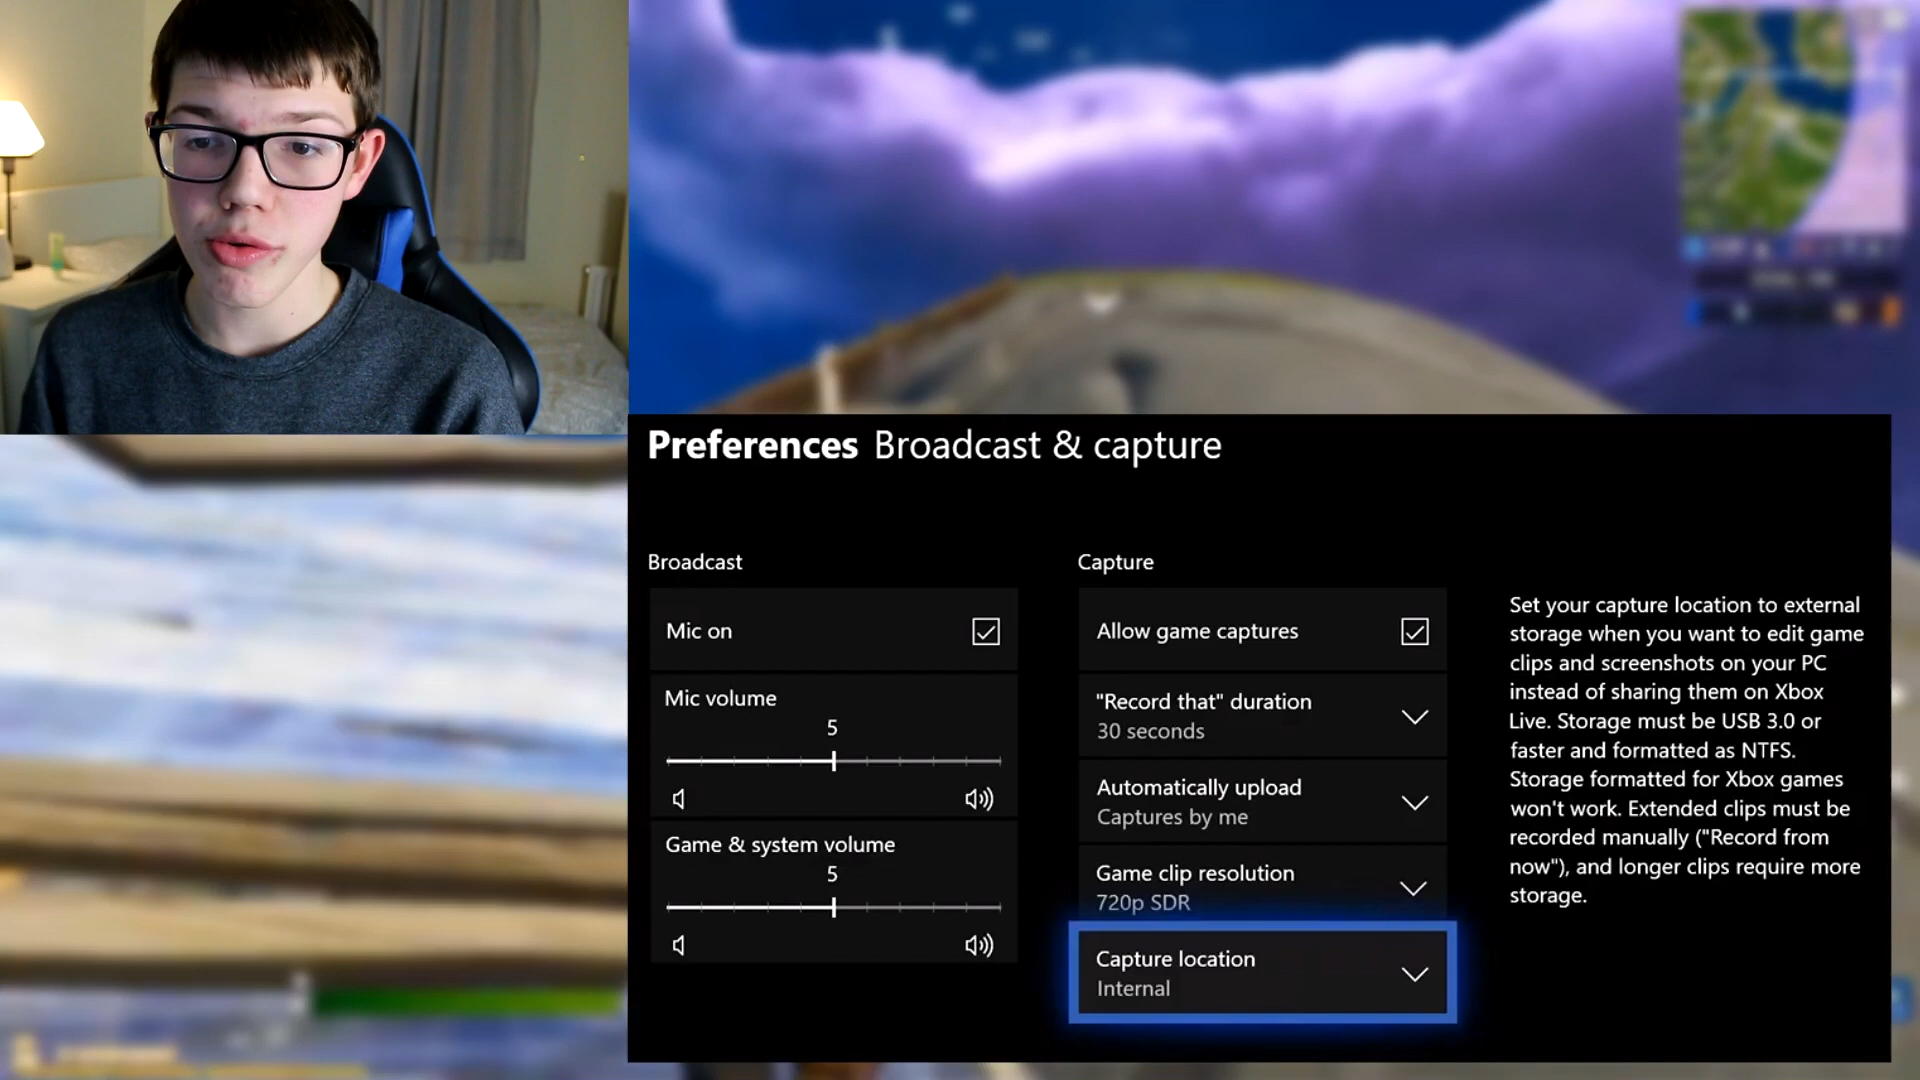 Preferences Broadcast & capture
Broadcast
Mic on
Mic volume
5
Game & system volume
5
Capture
Allow game captures
"Record that" duration
30 seconds
Automatically upload
Captures by me
Game clip resolution
720p SDR
Capture location
Internal
Set your capture location to external
storage when you want to edit game
clips and screenshots on your PC
instead of sharing them on Xbox
Live. Storage must be USB 3.0 or
faster and formatted as NTFS.
Storage formatted for Xbox games
won't work. Extended clips must be
recorded manually ("Record from
now"), and longer clips require more
storage.